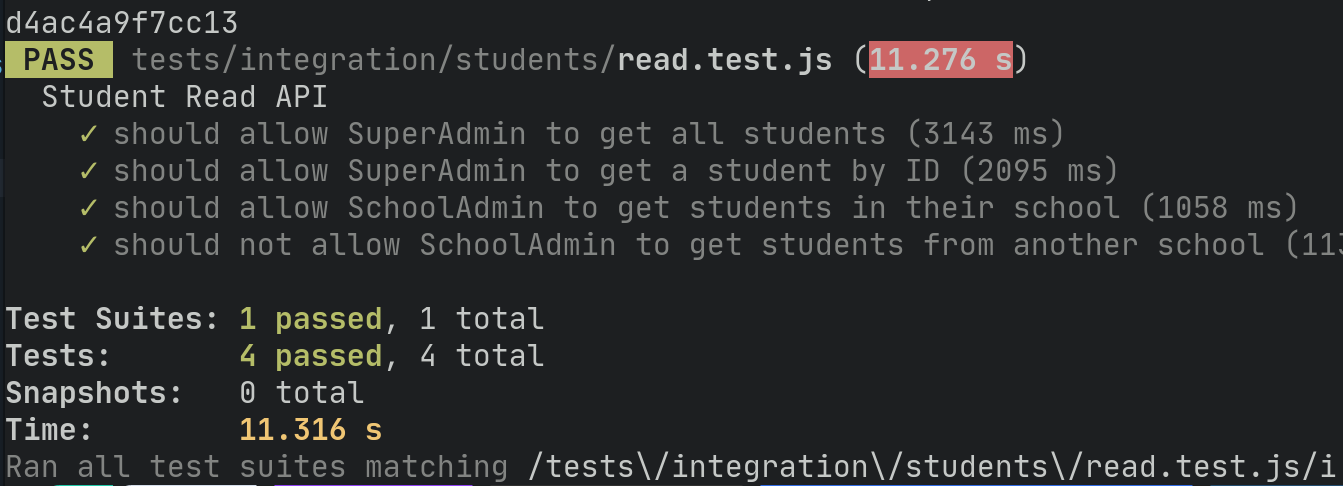 d4ac4a9f7cc13
PASS tests/integration/students/read.test.js (11.276 s)
Student Read API
✓ should allow SuperAdmin to get all students (3143 ms)
✓ should allow SuperAdmin to get a student by ID (2095 ms)
✓ should allow SchoolAdmin to get students in their school (1058 ms)
✓ should not allow SchoolAdmin to get students from another school (113
Test Suites: 1 passed, 1 total
Tests: 4 passed, 4 total
Snapshots: 0 total
Time: 11.316 s
Ran all test suites matching /tests\/integration\/students\/read.test.js/i